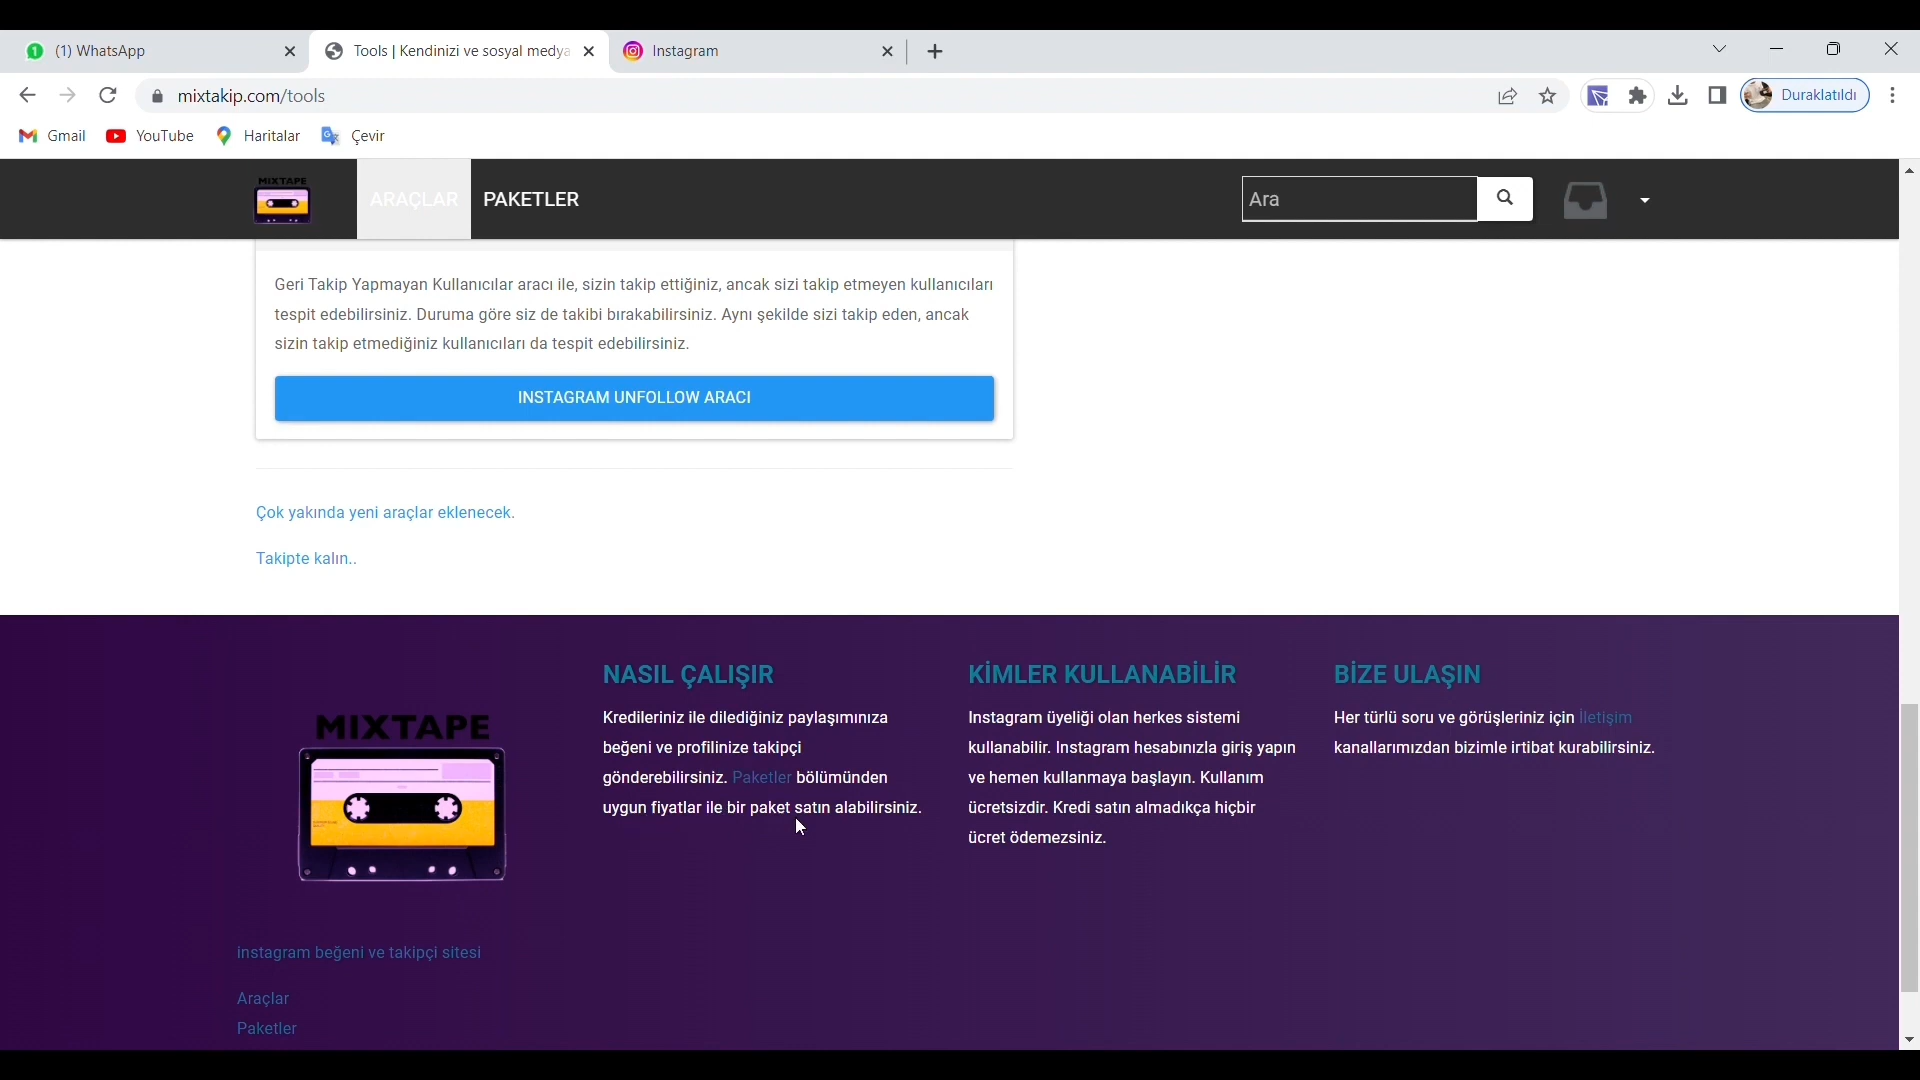 (1) WhatsApp
Tools | Kendinizi ve sosyal medya
Instagram
mixtakip.com/tools
Duraklatıldı
Gmail
YouTube
Haritalar
Çevir
MIXTAPE
ARAÇLAR
PAKETLER
Ara
Geri Takip Yapmayan Kullanıcılar aracı ile, sizin takip ettiğiniz, ancak sizi takip etmeyen kullanıcıları
tespit edebilirsiniz. Duruma göre siz de takibi bırakabilirsiniz. Aynı şekilde sizi takip eden, ancak
sizin takip etmediğiniz kullanıcıları da tespit edebilirsiniz.
INSTAGRAM UNFOLLOW ARACI
Çok yakında yeni araçlar eklenecek.
Takipte kalın..
MIXTAPE
instagram beğeni ve takipçi sitesi
Araçlar
Paketler
NASIL ÇALIŞIR
Kredileriniz ile dilediğiniz paylaşımınıza
beğeni ve profilinize takipçi
gönderebilirsiniz. Paketler bölümünden
uygun fiyatlar ile bir paket satın alabilirsiniz.
KİMLER KULLANABİLİR
Instagram üyeliği olan herkes sistemi
kullanabilir. Instagram hesabınızla giriş yapın
ve hemen kullanmaya başlayın. Kullanım
ücretsizdir. Kredi satın almadıkça hiçbir
ücret ödemezsiniz.
BİZE ULAŞIN
Her türlü soru ve görüşleriniz için İletişim
kanallarımızdan bizimle irtibat kurabilirsiniz.